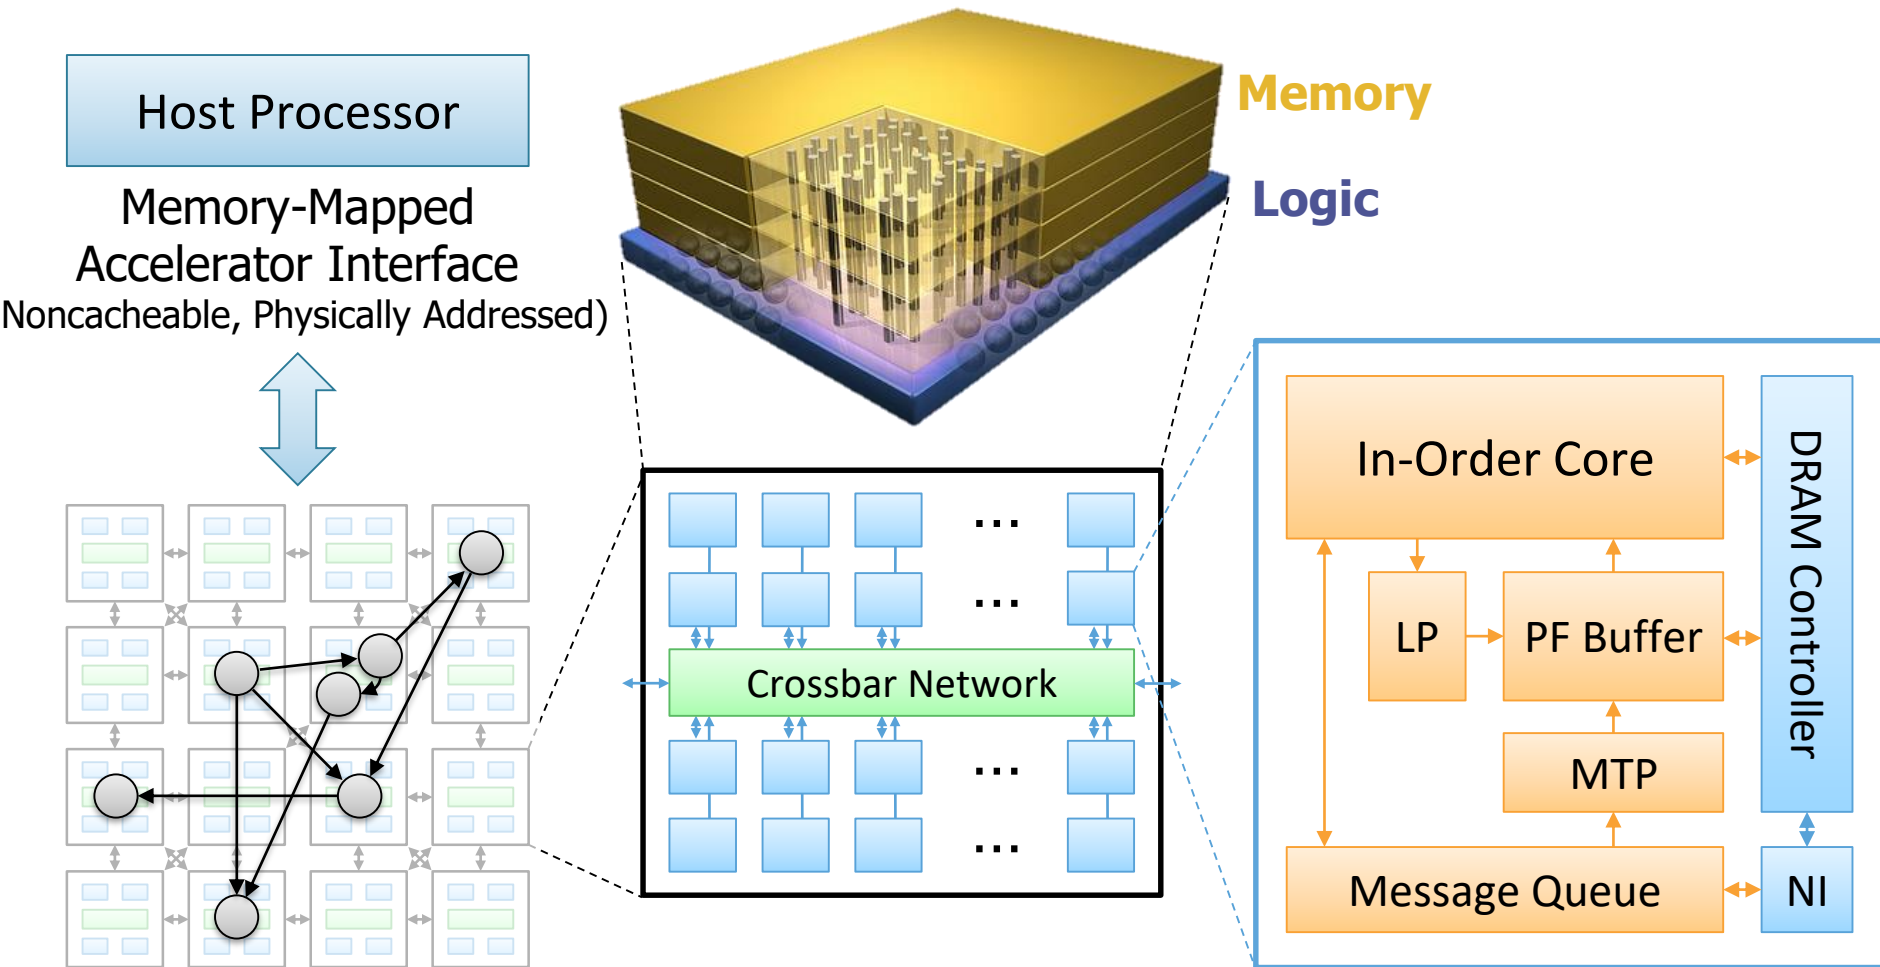 Host Processor
Memory-Mapped
Accelerator Interface
Noncacheable, Physically Addressed)
Memory
Logic
...
...
Crossbar Network
...
...
In-Order Core
DRAM Controller
LP
PF Buffer
MTP
Message Queue
NI